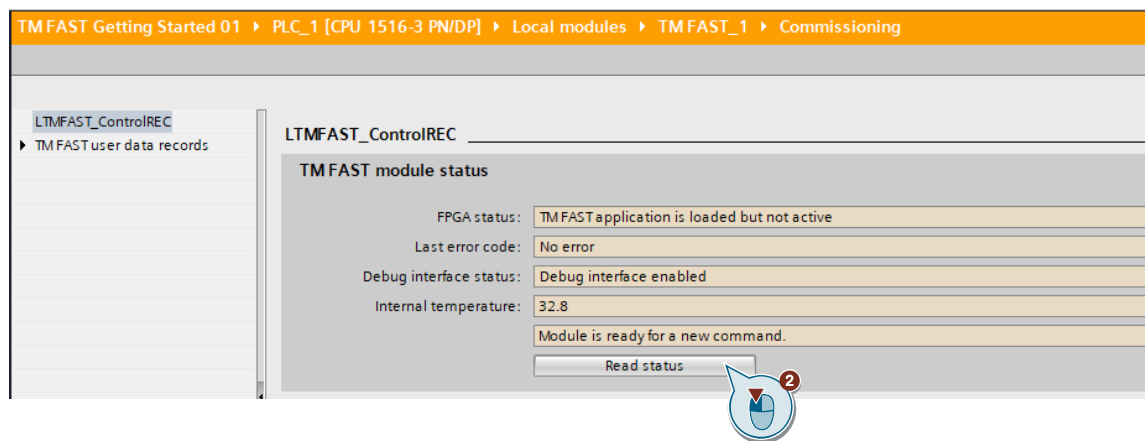 TM FAST Getting Started 01 ▸ PLC_1 [CPU 1516-3 PN/DP] ▸ Local modules ▸ TM FAST_1 ▸ Commissioning
LTMFAST_ControlREC
TM FAST user data records
LTMFAST_ControlREC
TM FAST module status
FPGA status: TM FAST application is loaded but not active
Last error code: No error
Debug interface status: Debug interface enabled
Internal temperature: 32.8
Module is ready for a new command.
Read status
2